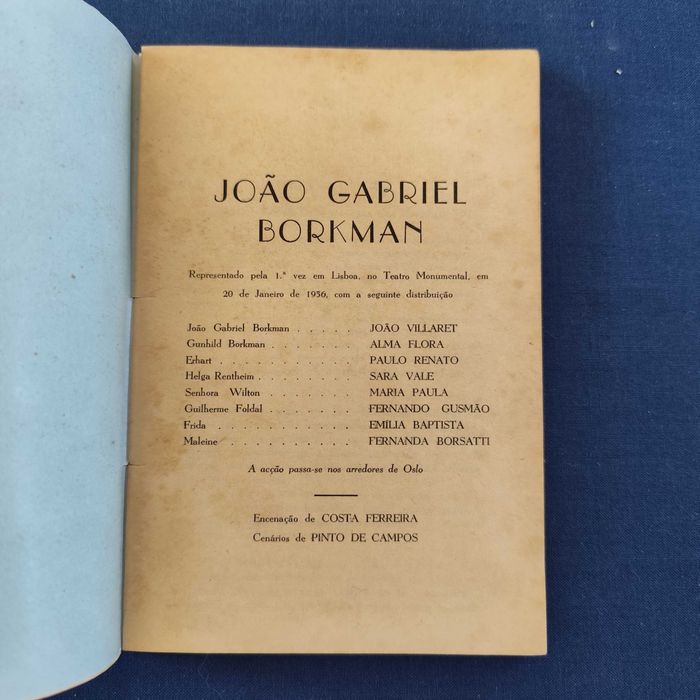 JOÃO GABRIEL
BORKMAN
Representado pela 1.ª vez em Lisboa, no Teatro Monumental, em
20 de Janeiro de 1956, com a seguinte distribuição
João Gabriel Borkman . . . . . JOÃO VILLARET
Gunhild Borkman . . . . . . . ALMA FLORA
Erhart . . . . . . . . . . . PAULO RENATO
Helga Rentheim . . . . . . . . SARA VALE
Senhora Wilton . . . . . . . . MARIA PAULA
Guilherme Foldal . . . . . . . FERNANDO GUSMÃO
Frida . . . . . . . . . . . EMÍLIA BAPTISTA
Maleine . . . . . . . . . . FERNANDA BORSATTI
A acção passa-se nos arredores de Oslo
Encenação de COSTA FERREIRA
Cenários de PINTO DE CAMPOS